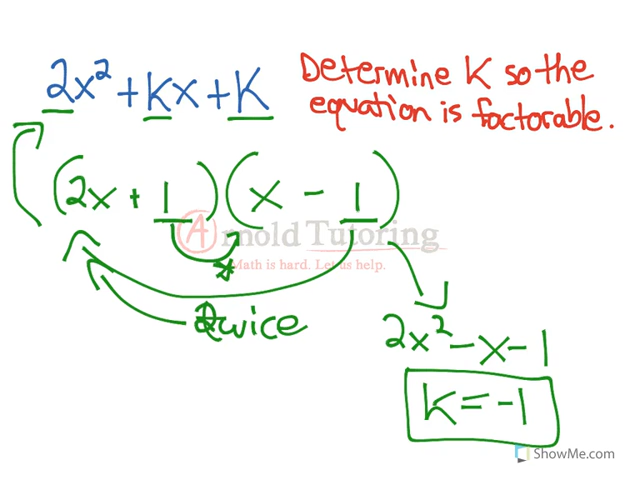 2x² + kx + K
Determine K so the
equation is factorable.
(2x + 1)(x - 1)
Arnold Tutoring
Math is hard. Let us help.
2wice
2x² - x - 1
K = -1
ShowMe.com